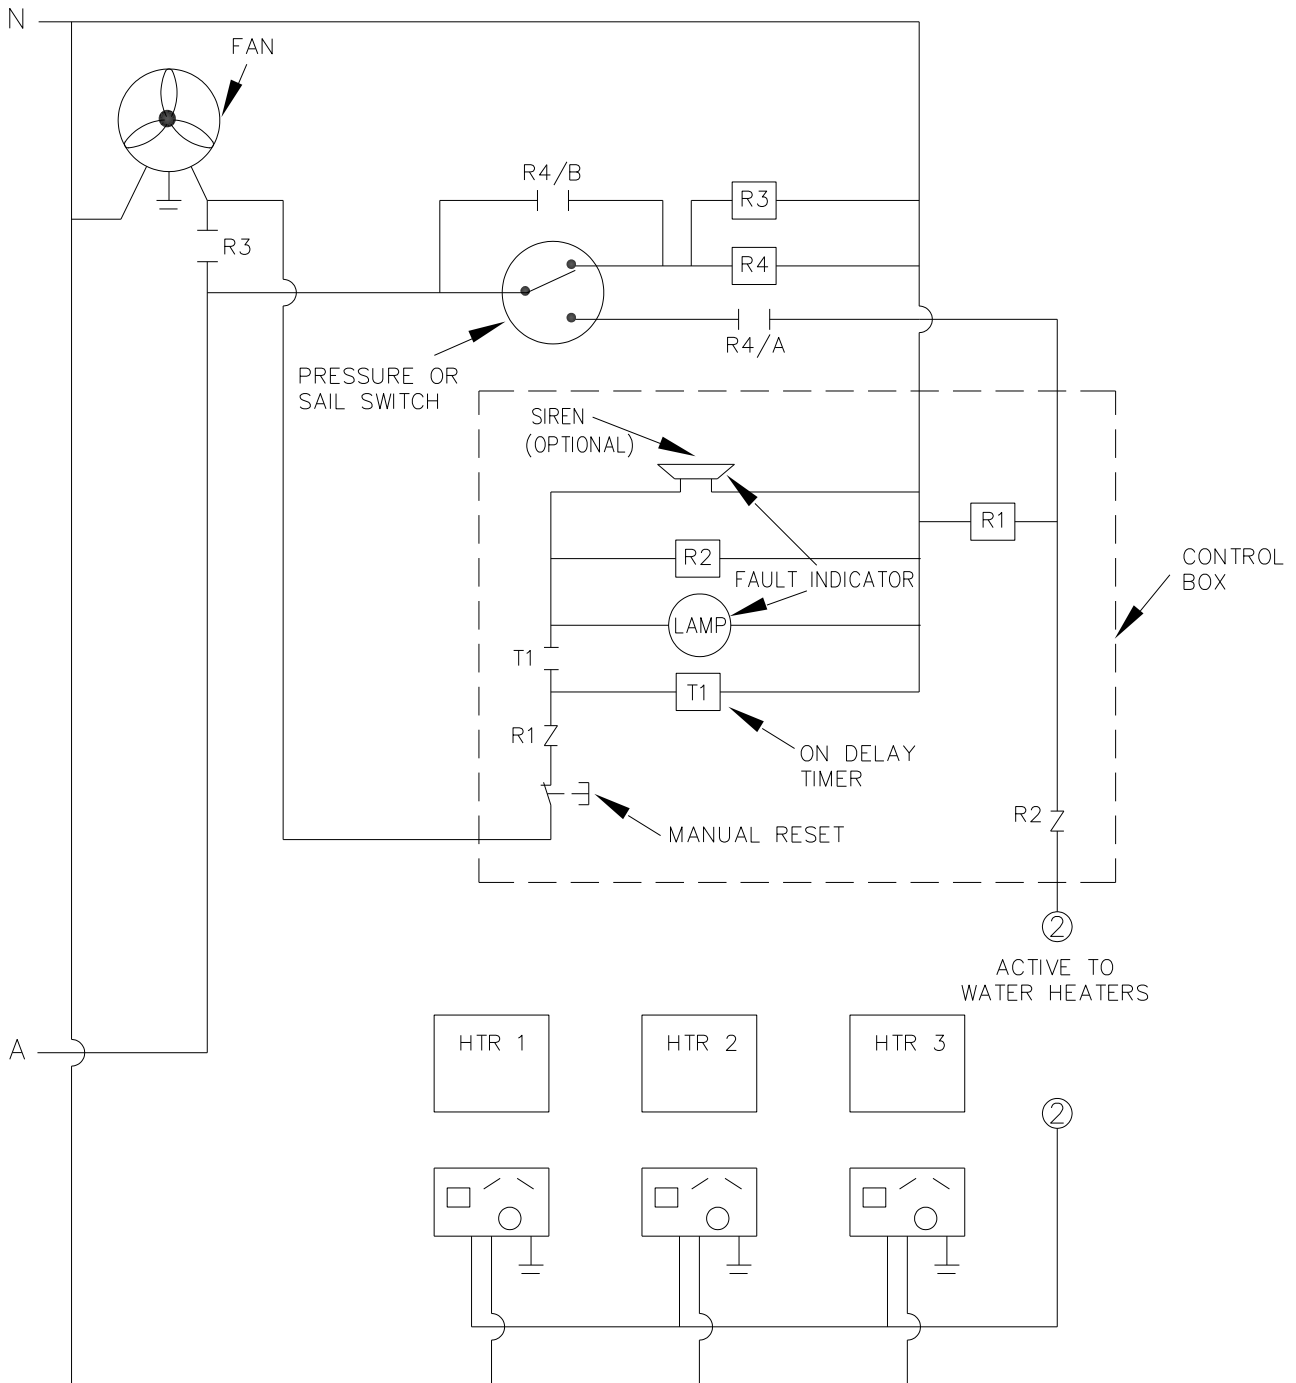 N
FAN
R4/B
R3
R3
R4
R4/A
PRESSURE OR
SAIL SWITCH
SIREN
(OPTIONAL)
R1
R2
FAULT INDICATOR
CONTROL
BOX
LAMP
T1
T1
R1
ON DELAY
TIMER
R2
MANUAL RESET
2
ACTIVE TO
WATER HEATERS
A
HTR 1
HTR 2
HTR 3
2